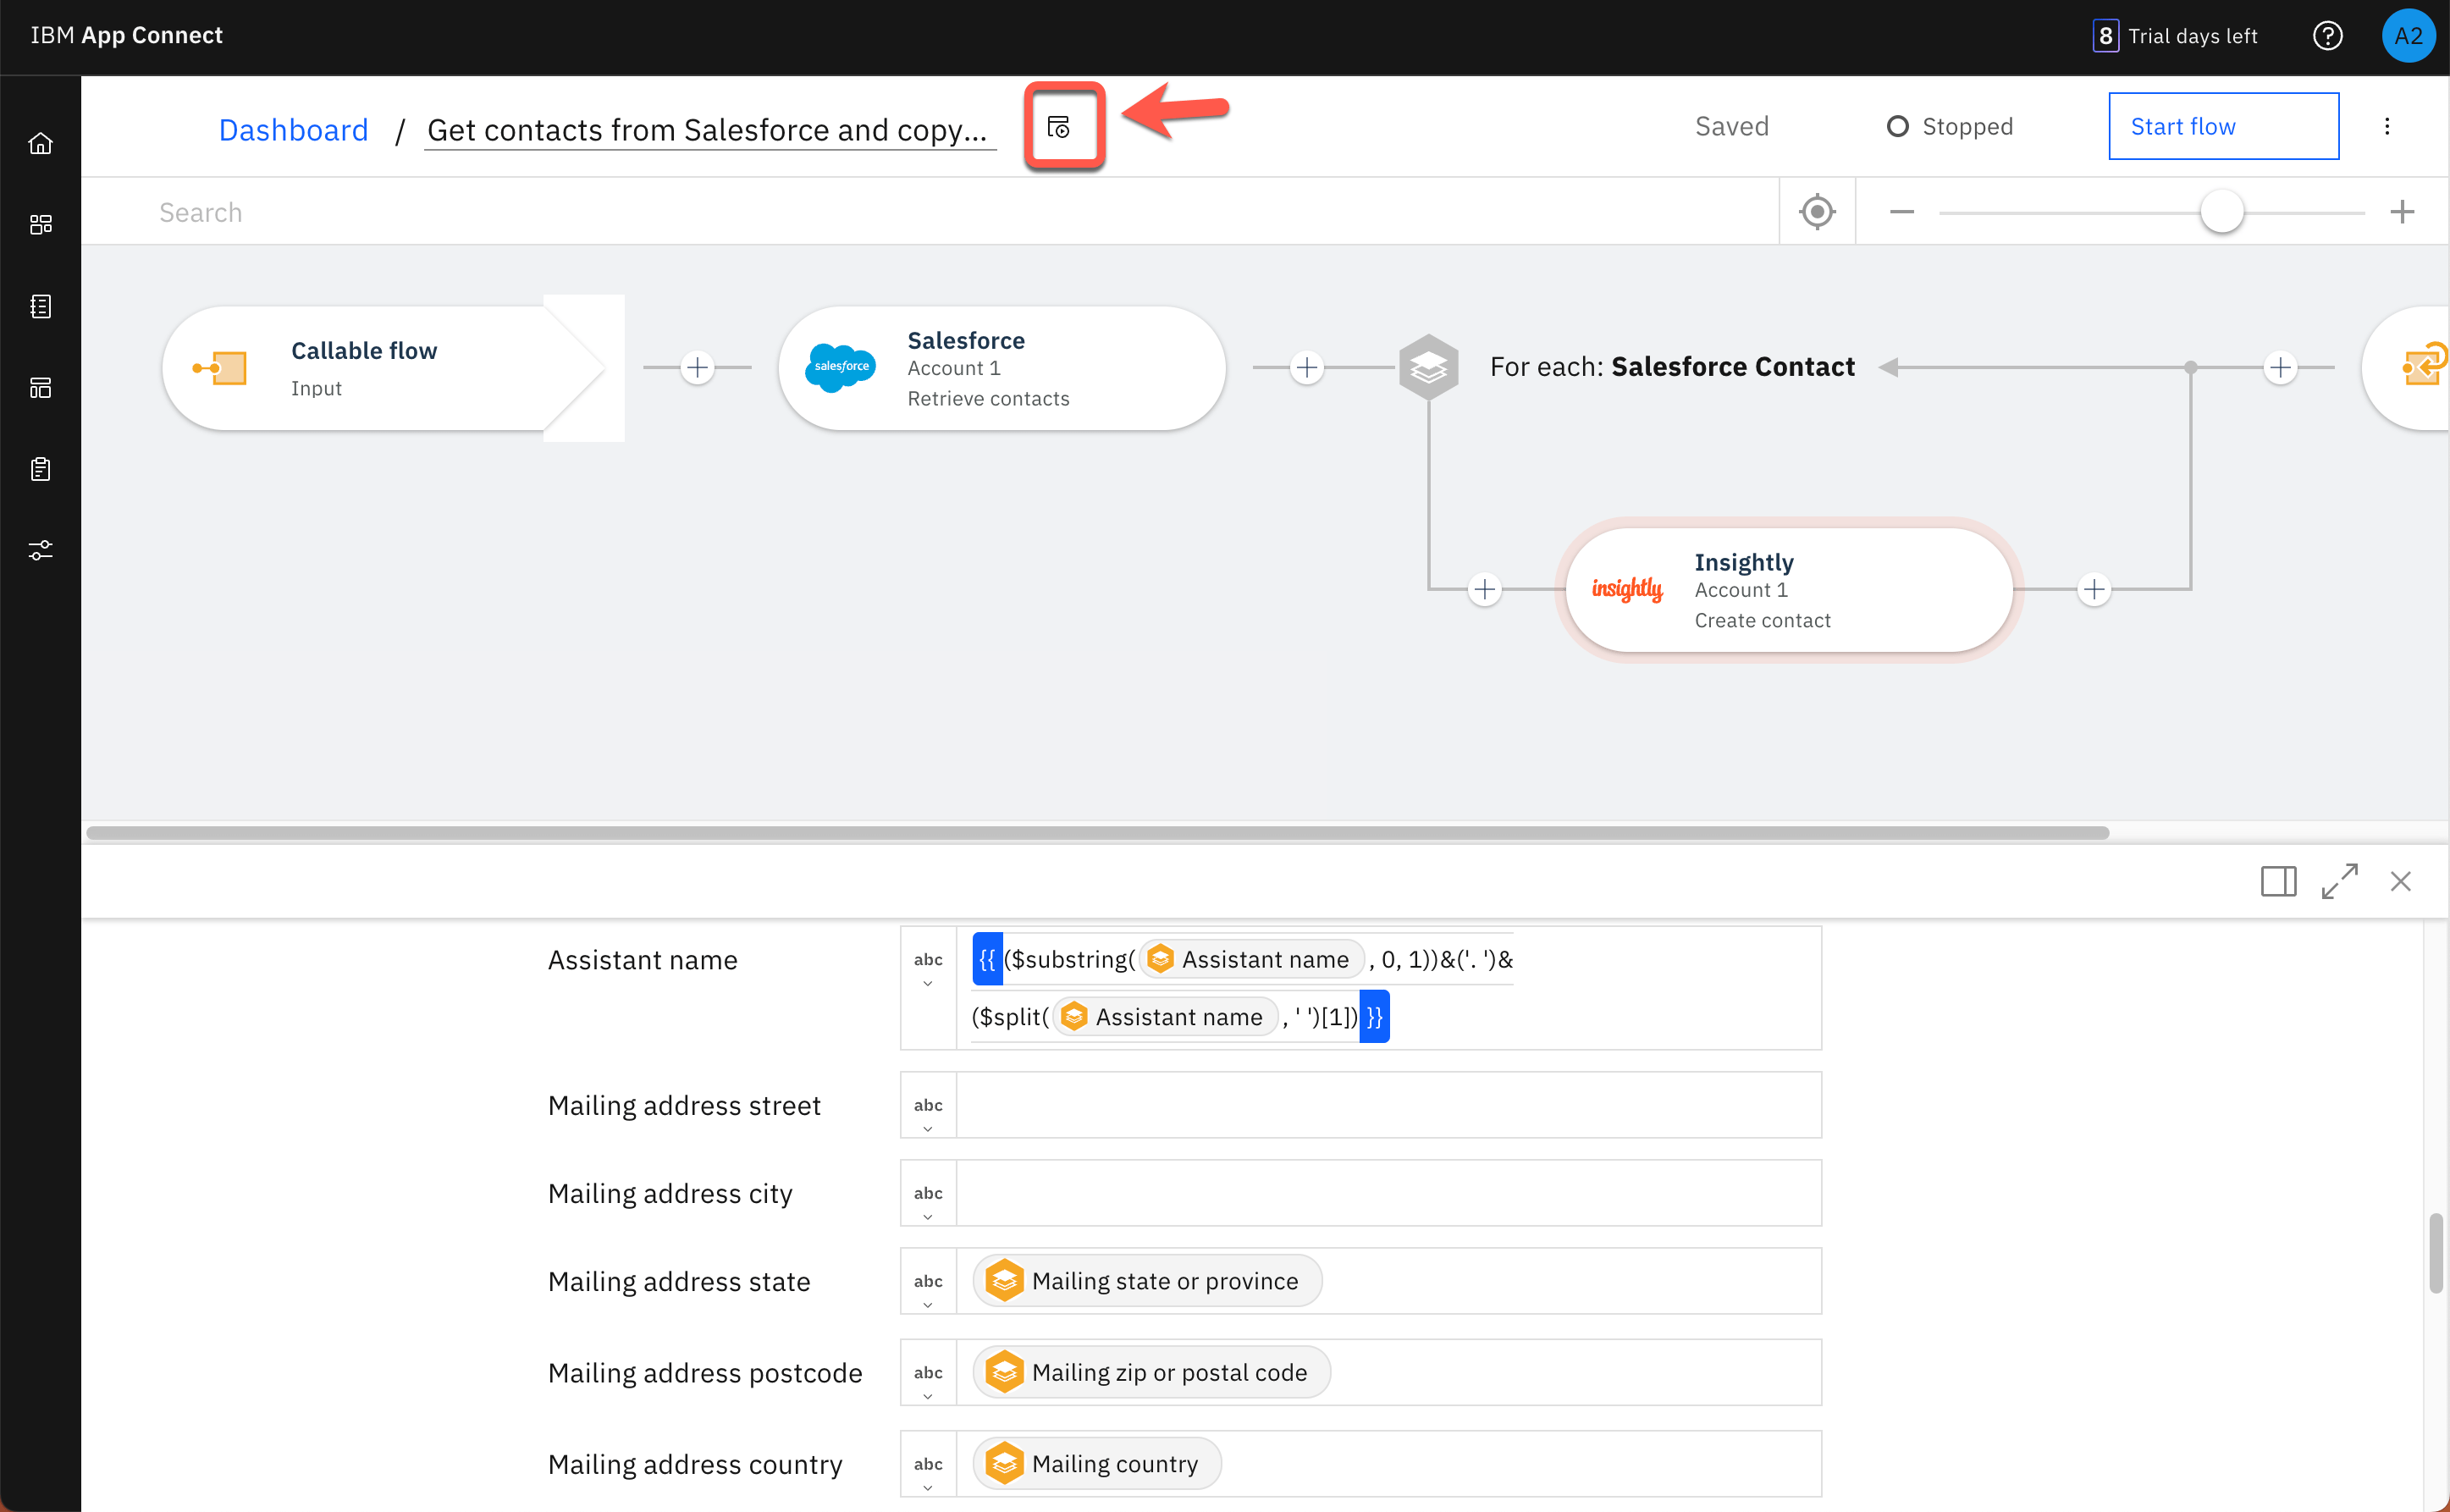 IBM App Connect
8 Trial days left
A2
Dashboard / Get contacts from Salesforce and copy...
Saved
Stopped
Start flow
Search
Callable flow
Input
salesforce
Salesforce
Account 1
Retrieve contacts
For each: Salesforce Contact
insightly
Insightly
Account 1
Create contact
Assistant name
abc
{{ ($substring( Assistant name , 0, 1))&('. ')&
($split( Assistant name , ' ')[1]) }}
Mailing address street
abc
Mailing address city
abc
Mailing address state
abc
Mailing state or province
Mailing address postcode
abc
Mailing zip or postal code
Mailing address country
abc
Mailing country